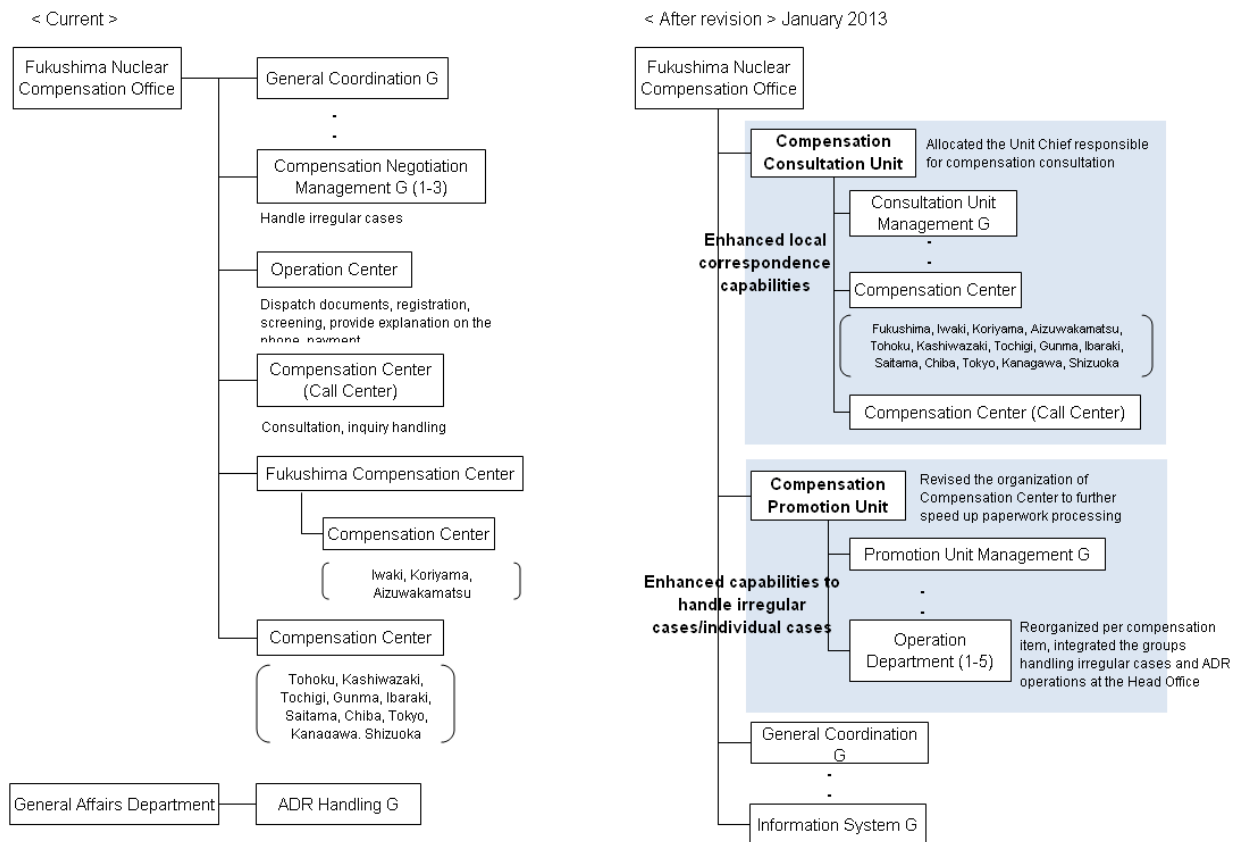 < Current >
Fukushima Nuclear
Compensation Office
General Coordination G
Compensation Negotiation
Management G (1-3)
Handle irregular cases
Operation Center
Dispatch documents, registration,
screening, provide explanation on the
phone, payment
Compensation Center
(Call Center)
Consultation, inquiry handling
Fukushima Compensation Center
Compensation Center
Iwaki, Koriyama,
Aizuwakamatsu
Compensation Center
Tohoku, Kashiwazaki,
Tochigi, Gunma, Ibaraki,
Saitama, Chiba, Tokyo,
Kanagawa, Shizuoka
General Affairs Department
ADR Handling G
< After revision > January 2013
Fukushima Nuclear
Compensation Office
Compensation
Consultation Unit
Allocated the Unit Chief responsible
for compensation consultation
Consultation Unit
Management G
Enhanced local
correspondence
capabilities
Compensation Center
Fukushima, Iwaki, Koriyama, Aizuwakamatsu,
Tohoku, Kashiwazaki, Tochigi, Gunma, Ibaraki,
Saitama, Chiba, Tokyo, Kanagawa, Shizuoka
Compensation Center (Call Center)
Compensation
Promotion Unit
Revised the organization of
Compensation Center to further
speed up paperwork processing
Promotion Unit Management G
Enhanced capabilities to
handle irregular
cases/individual cases
Operation
Department (1-5)
Reorganized per compensation
item, integrated the groups
handling irregular cases and ADR
operations at the Head Office
General Coordination
G
Information System G